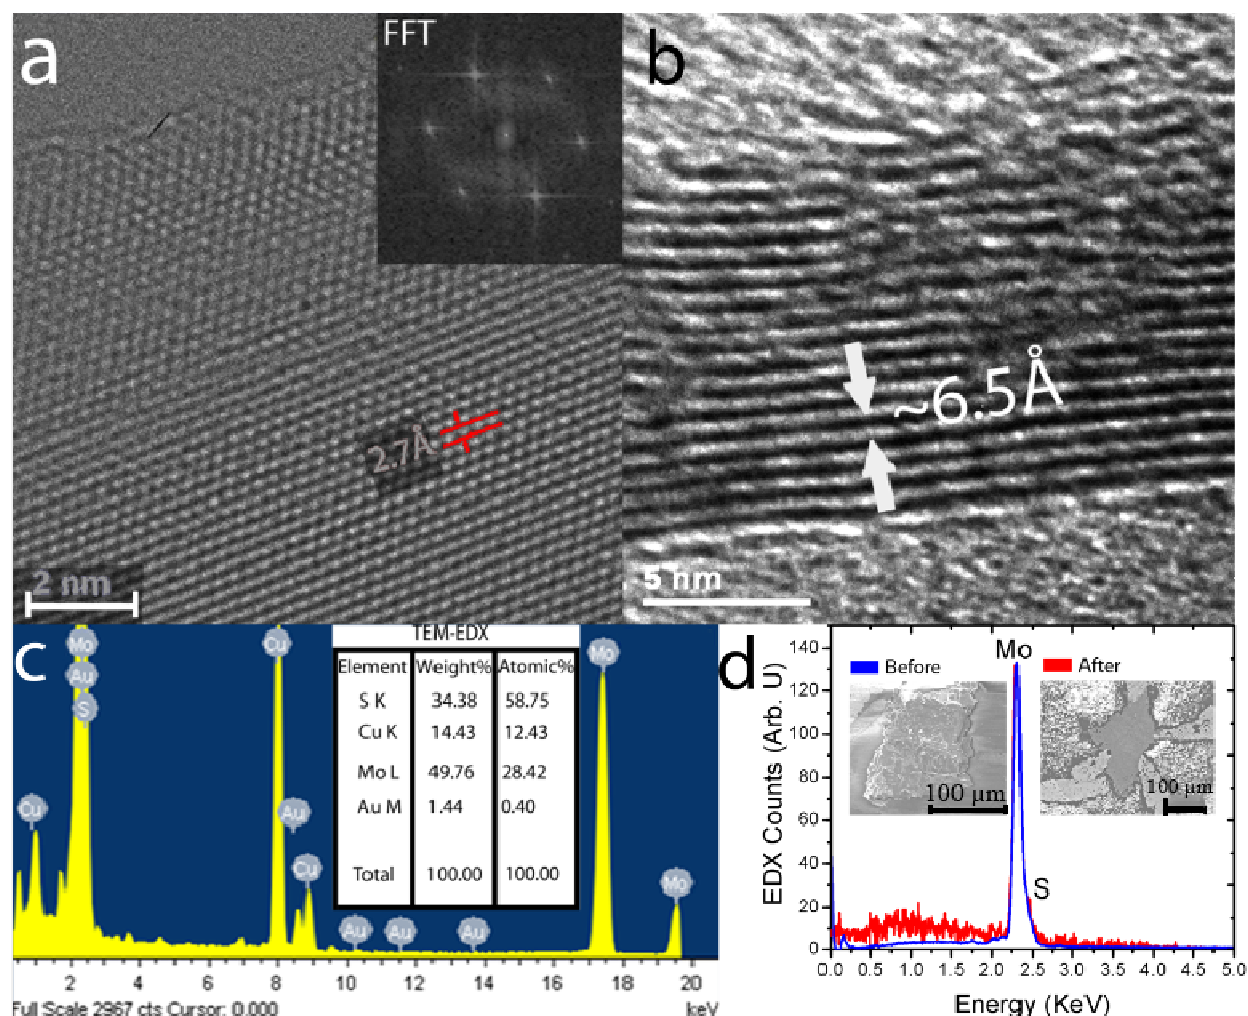 a
FFT
2.7Å
2 nm
b
~6.5Å
5 nm
c
Mo
Au
S
Cu
Cu
Au
Cu
Au
Au
Au
Mo
Mo
TEM-EDX
Element Weight% Atomic%
S K 34.38 58.75
Cu K 14.43 12.43
Mo L 49.76 28.42
Au M 1.44 0.40
Total 100.00 100.00
2 4 6 8 10 12 14 16 18 20
Full Scale 2967 cts Cursor: 0.000 keV
d
EDX Counts (Arb. U)
140
120
100
80
60
40
20
0
Mo
Before
After
100 μm
100 μm
S
0.0 0.5 1.0 1.5 2.0 2.5 3.0 3.5 4.0 4.5 5.0
Energy (KeV)